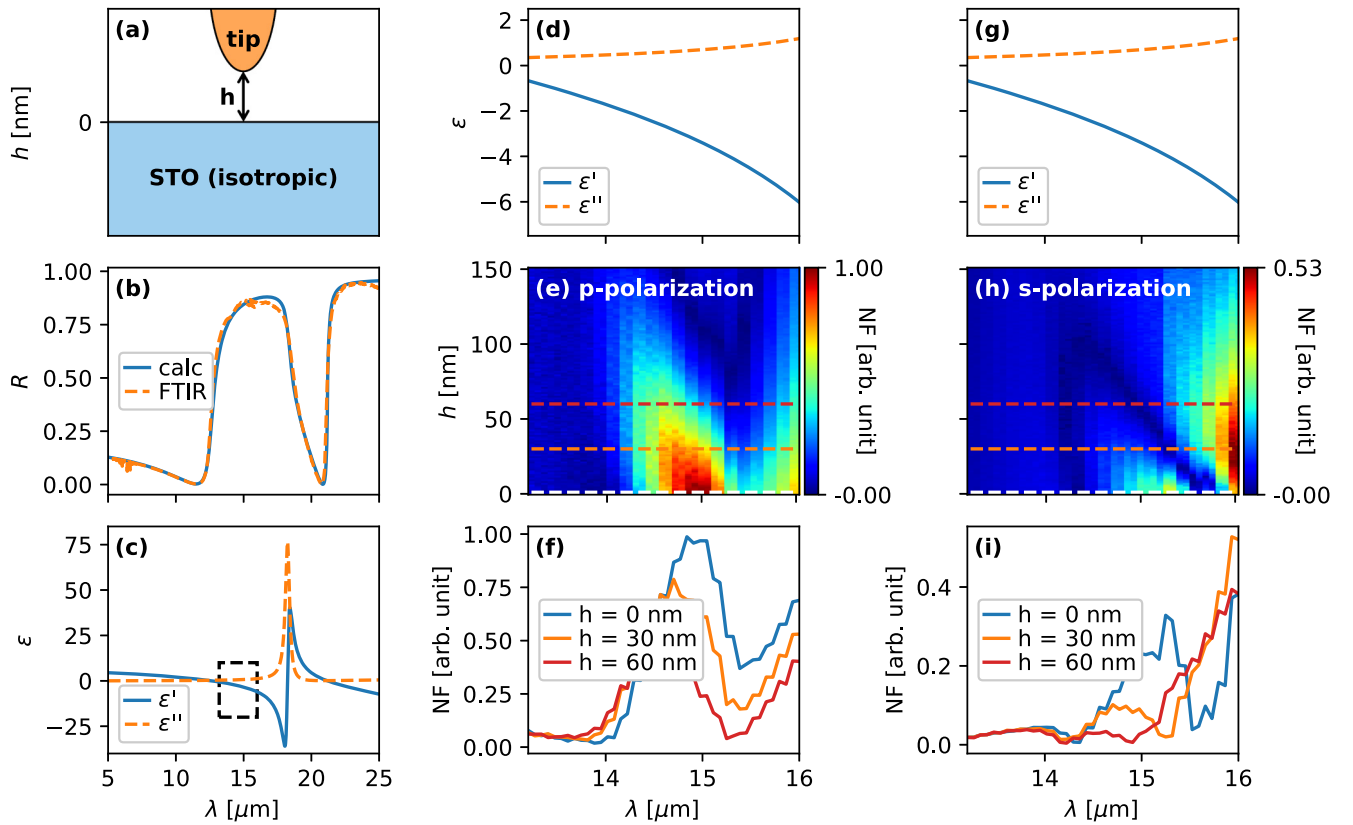 (a)
tip
h
STO (isotropic)
h [nm]
0
(d)
2
0
−2
−4
−6
ε
ε'
ε''
(g)
ε'
ε''
(b)
1.00
0.75
0.50
0.25
0.00
R
calc
FTIR
(e) p-polarization
150
100
50
0
h [nm]
1.00
-0.00
NF [arb. unit]
(h) s-polarization
0.53
-0.00
NF [arb. unit]
(c)
75
50
25
0
−25
ε
ε'
ε''
5
10
15
20
25
λ [μm]
(f)
1.00
0.75
0.50
0.25
0.00
NF [arb. unit]
h = 0 nm
h = 30 nm
h = 60 nm
14
15
16
λ [μm]
(i)
0.4
0.2
0.0
NF [arb. unit]
h = 0 nm
h = 30 nm
h = 60 nm
14
15
16
λ [μm]